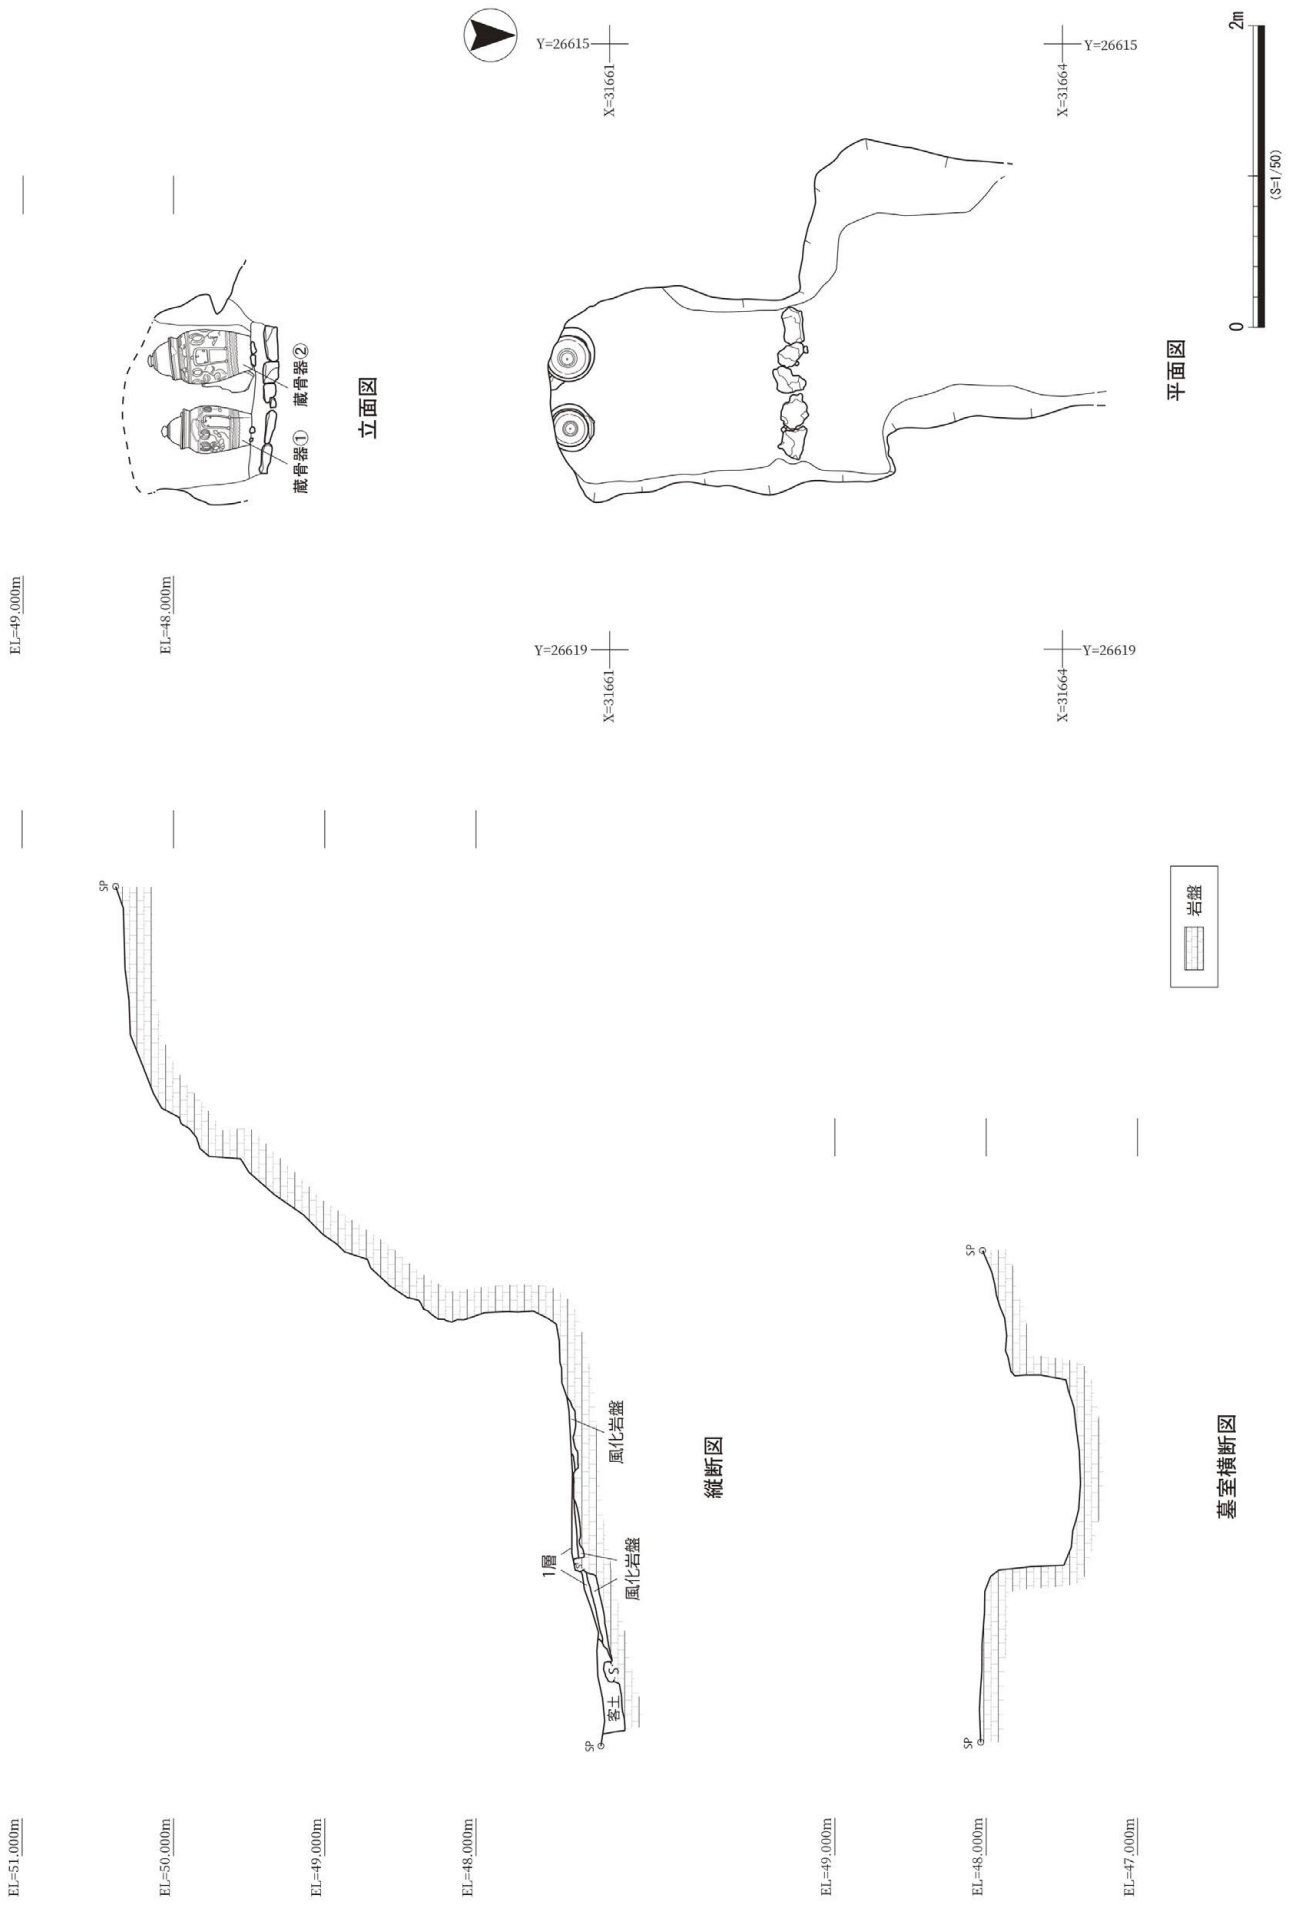 EL=49.000m
EL=48.000m
蔵骨器①
蔵骨器②
立面図
Y=26615
X=31661
Y=26615
X=31664
Y=26619
X=31661
Y=26619
X=31664
平面図
0
2m
(S=1/50)
EL=51.000m
EL=50.000m
EL=49.000m
EL=48.000m
SP
SP
客土
S
S
1層
風化岩盤
風化岩盤
縦断図
岩盤
EL=49.000m
EL=48.000m
EL=47.000m
SP
SP
墓室横断図